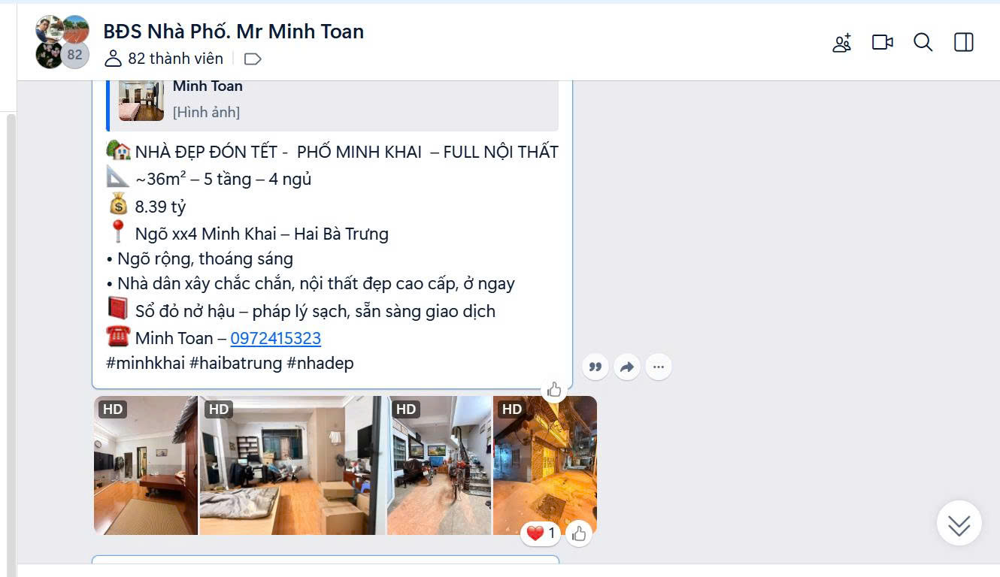 BĐS Nhà Phố. Mr Minh Toan
82
82 thành viên
Minh Toan
[Hình ảnh]
NHÀ ĐẸP ĐÓN TẾT - PHỐ MINH KHAI – FULL NỘI THẤT
~36m² – 5 tầng – 4 ngủ
8.39 tỷ
Ngõ xx4 Minh Khai – Hai Bà Trưng
• Ngõ rộng, thoáng sáng
• Nhà dân xây chắc chắn, nội thất đẹp cao cấp, ở ngay
Sổ đỏ nở hậu – pháp lý sạch, sẵn sàng giao dịch
Minh Toan – 0972415323
#minhkhai #haibatrung #nhadep
HD
HD
HD
HD
1